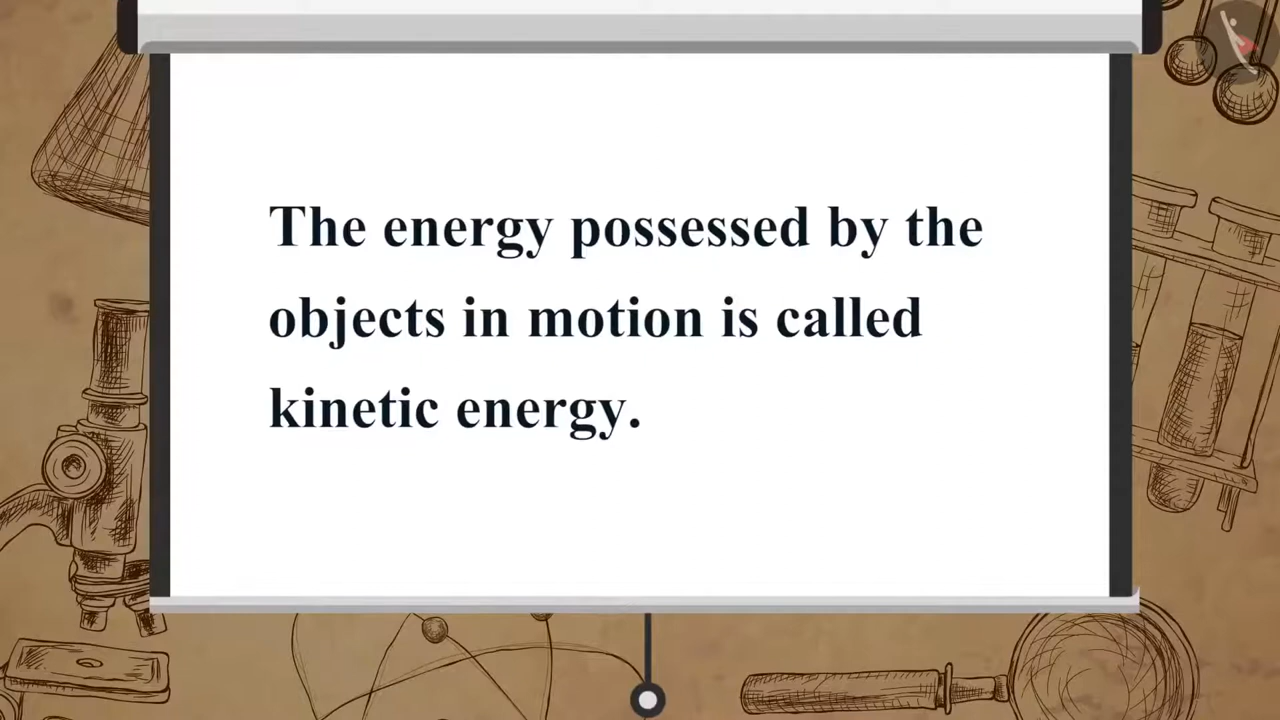 The energy possessed by the
objects in motion is called
kinetic energy.